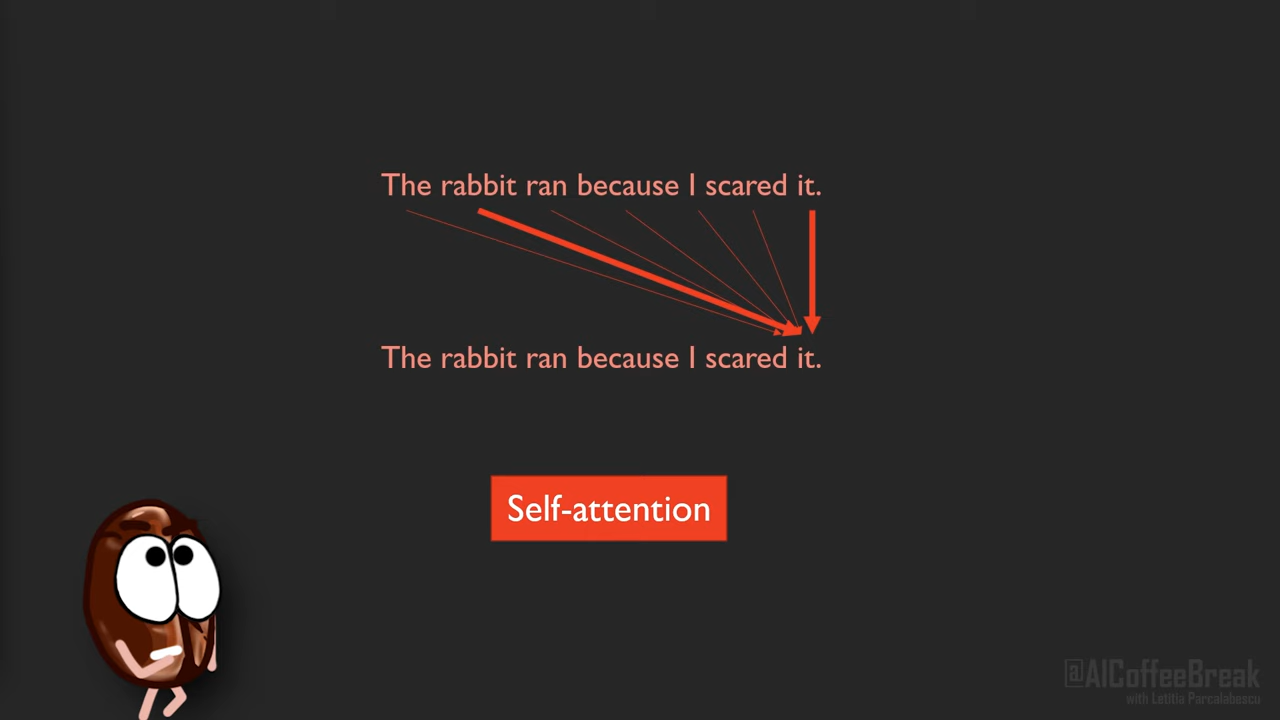 The rabbit ran because I scared it.
The rabbit ran because I scared it.
Self-attention
@AICoffeeBreak
with Letitia Parcalabescu